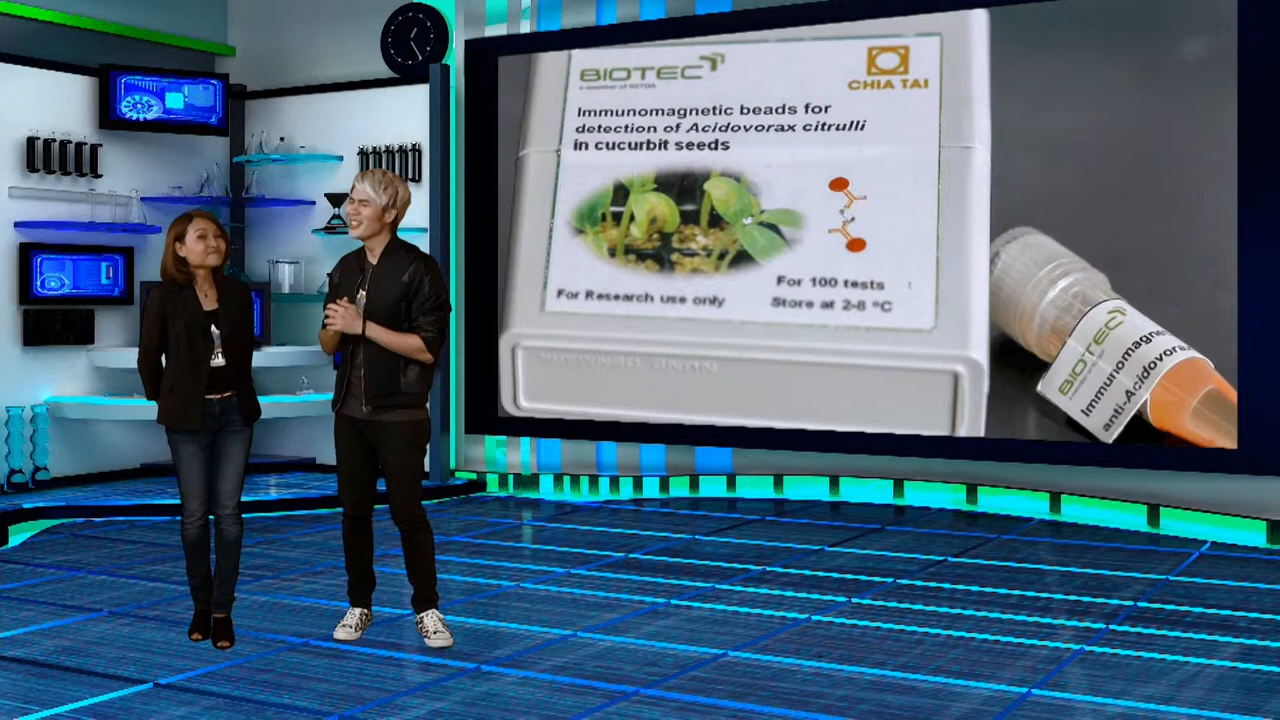 BIOTEC
a member of NSTDA
CHIA TAI
Immunomagnetic beads for
detection of Acidovorax citrulli
in cucurbit seeds
For Research use only
For 100 tests
Store at 2-8 °C
BIOTEC
Immunomagne
anti-Acidovorax